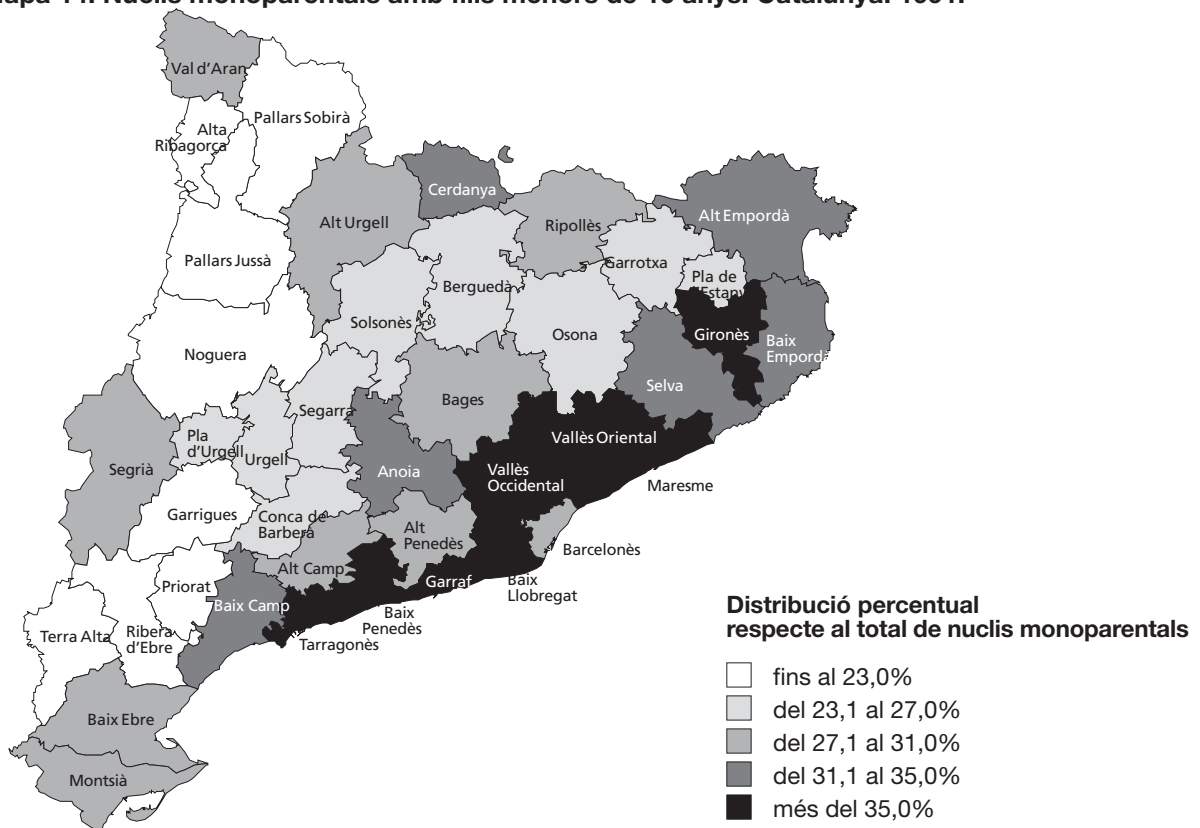 Nuclis monoparentals amb fills menors de 16 anys. Catalunya. 1991.
Val d'Aran
Pallars Sobirà
Alta
Ribagorça
Cerdanya
Alt Urgell
Ripollès
Alt Empordà
Pallars Jussà
Garrotxa
Pla de
l'Estany
Berguedà
Solsonès
Osona
Gironès
Baix
Empordà
Noguera
Selva
Bages
Segarra
Vallès Oriental
Pla
d'Urgell
Urgell
Segrià
Anoia
Vallès
Occidental
Maresme
Garrigues
Conca de
Barberà
Alt
Penedès
Barcelonès
Alt Camp
Garraf
Baix
Llobregat
Priorat
Baix Camp
Baix
Penedès
Tarragonès
Terra Alta
Ribera
d'Ebre
Baix Ebre
Montsià
Distribució percentual
respecte al total de nuclis monoparentals
fins al 23,0%
del 23,1 al 27,0%
del 27,1 al 31,0%
del 31,1 al 35,0%
més del 35,0%